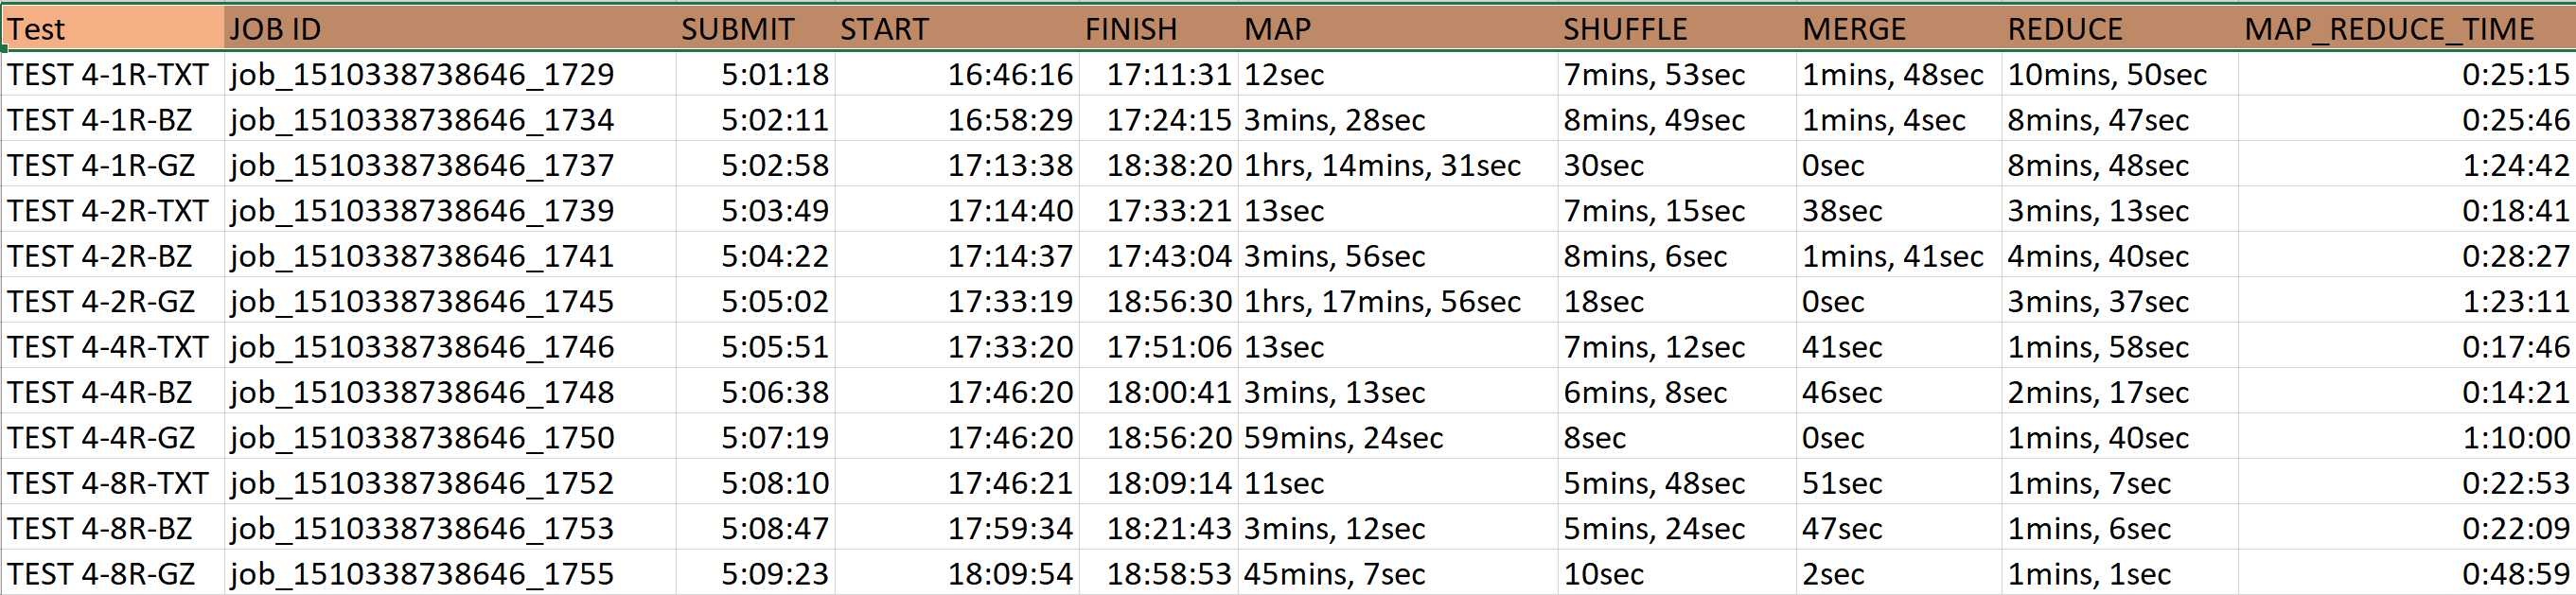 Test JOB ID SUBMIT START FINISH MAP SHUFFLE MERGE REDUCE MAP_REDUCE_TIME
TEST 4-1R-TXT job_1510338738646_1729 5:01:18 16:46:16 17:11:31 12sec 7mins, 53sec 1mins, 48sec 10mins, 50sec 0:25:15
TEST 4-1R-BZ job_1510338738646_1734 5:02:11 16:58:29 17:24:15 3mins, 28sec 8mins, 49sec 1mins, 4sec 8mins, 47sec 0:25:46
TEST 4-1R-GZ job_1510338738646_1737 5:02:58 17:13:38 18:38:20 1hrs, 14mins, 31sec 30sec 0sec 8mins, 48sec 1:24:42
TEST 4-2R-TXT job_1510338738646_1739 5:03:49 17:14:40 17:33:21 13sec 7mins, 15sec 38sec 3mins, 13sec 0:18:41
TEST 4-2R-BZ job_1510338738646_1741 5:04:22 17:14:37 17:43:04 3mins, 56sec 8mins, 6sec 1mins, 41sec 4mins, 40sec 0:28:27
TEST 4-2R-GZ job_1510338738646_1745 5:05:02 17:33:19 18:56:30 1hrs, 17mins, 56sec 18sec 0sec 3mins, 37sec 1:23:11
TEST 4-4R-TXT job_1510338738646_1746 5:05:51 17:33:20 17:51:06 13sec 7mins, 12sec 41sec 1mins, 58sec 0:17:46
TEST 4-4R-BZ job_1510338738646_1748 5:06:38 17:46:20 18:00:41 3mins, 13sec 6mins, 8sec 46sec 2mins, 17sec 0:14:21
TEST 4-4R-GZ job_1510338738646_1750 5:07:19 17:46:20 18:56:20 59mins, 24sec 8sec 0sec 1mins, 40sec 1:10:00
TEST 4-8R-TXT job_1510338738646_1752 5:08:10 17:46:21 18:09:14 11sec 5mins, 48sec 51sec 1mins, 7sec 0:22:53
TEST 4-8R-BZ job_1510338738646_1753 5:08:47 17:59:34 18:21:43 3mins, 12sec 5mins, 24sec 47sec 1mins, 6sec 0:22:09
TEST 4-8R-GZ job_1510338738646_1755 5:09:23 18:09:54 18:58:53 45mins, 7sec 10sec 2sec 1mins, 1sec 0:48:59